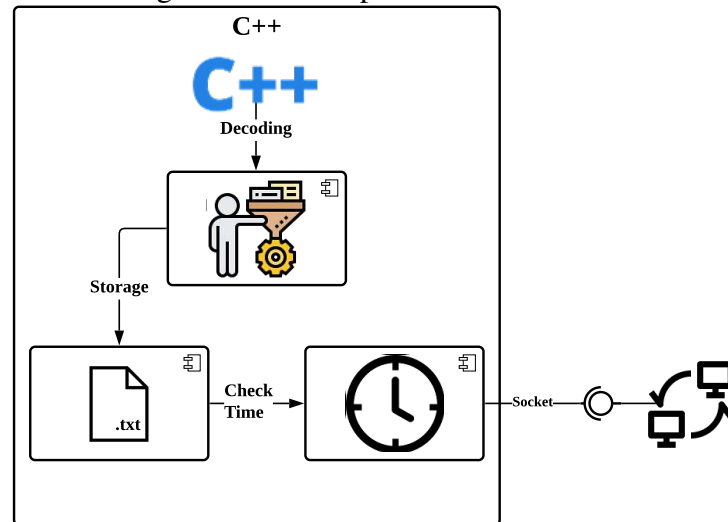 C++
C++
Decoding
Storage
.txt
Check
Time
Socket